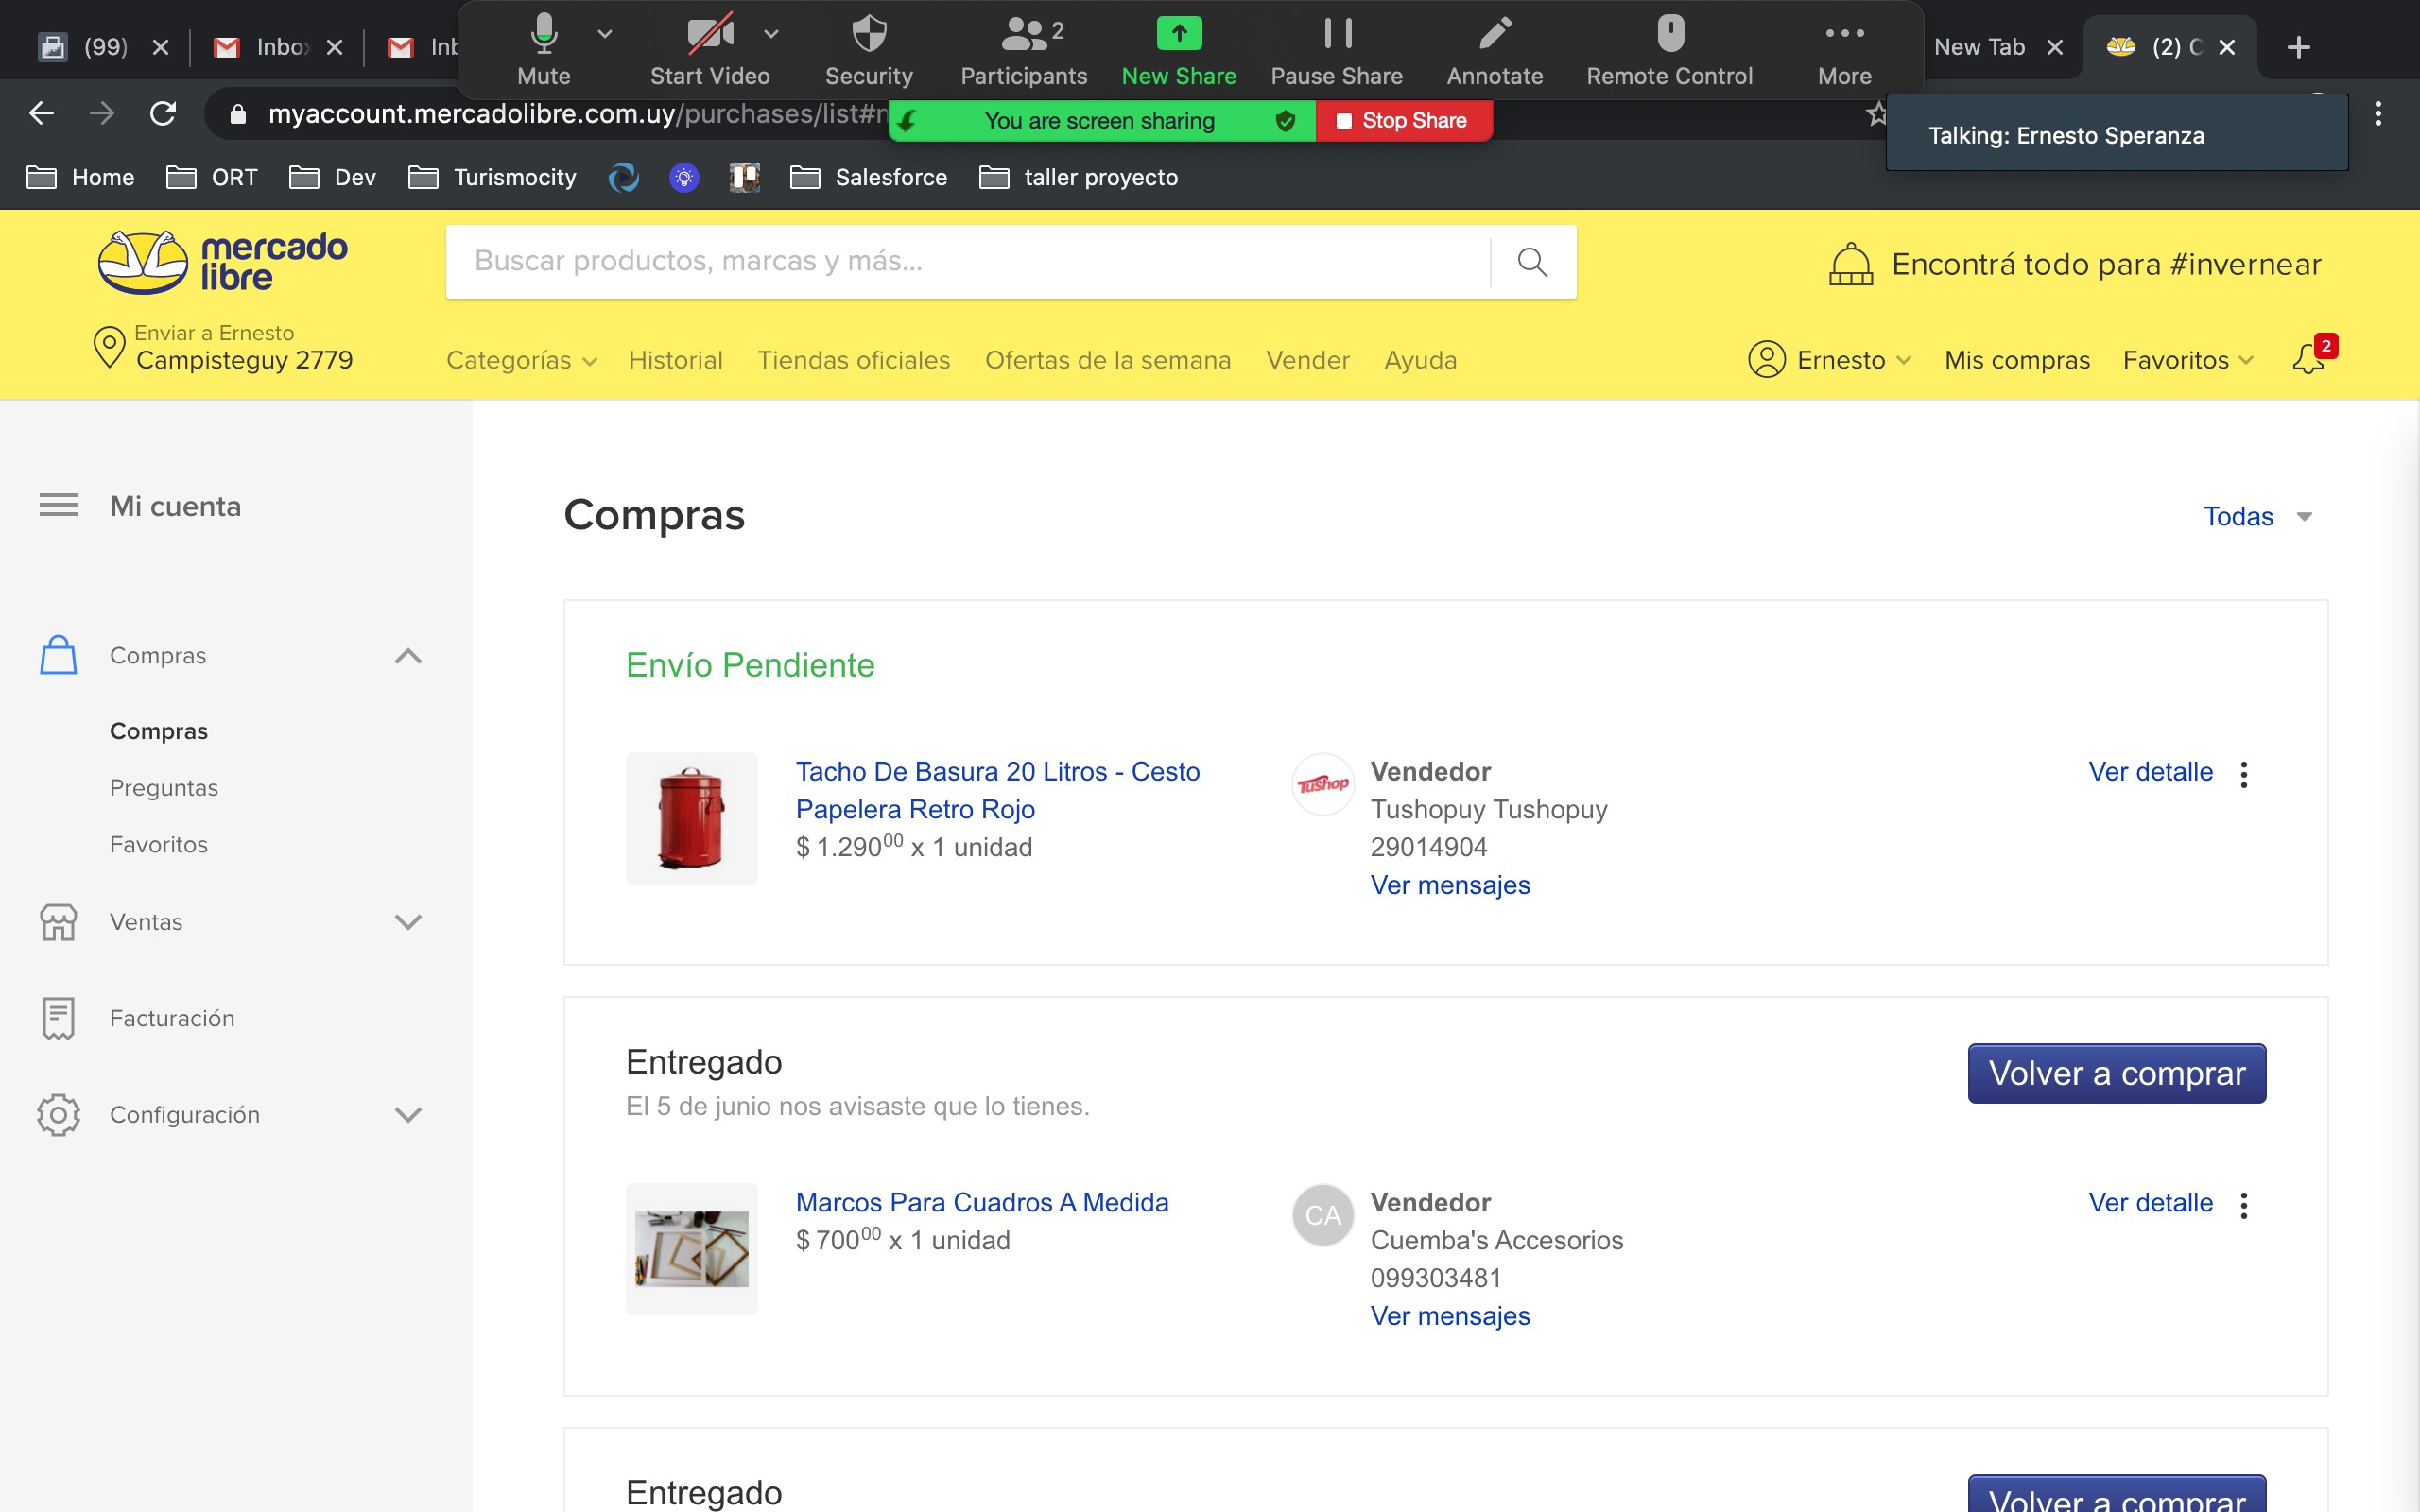 (99)
Inbo
Inb
Mute
Start Video
Security
Participants
2
New Share
Pause Share
Annotate
Remote Control
More
New Tab
(2) C
myaccount.mercadolibre.com.uy/purchases/list#n
You are screen sharing
Stop Share
Talking: Ernesto Speranza
Home
ORT
Dev
Turismocity
Salesforce
taller proyecto
mercado
libre
Buscar productos, marcas y más...
Encontrá todo para #invernear
Enviar a Ernesto
Campisteguy 2779
Categorías
Historial
Tiendas oficiales
Ofertas de la semana
Vender
Ayuda
Ernesto
Mis compras
Favoritos
2
Mi cuenta
Compras
Compras
Preguntas
Favoritos
Ventas
Facturación
Configuración
Compras
Todas
Envío Pendiente
Tacho De Basura 20 Litros - Cesto
Papelera Retro Rojo
$ 1.290⁰⁰ x 1 unidad
Tushop
Vendedor
Tushopuy Tushopuy
29014904
Ver mensajes
Ver detalle
Entregado
El 5 de junio nos avisaste que lo tienes.
Volver a comprar
Marcos Para Cuadros A Medida
$ 700⁰⁰ x 1 unidad
CA
Vendedor
Cuemba's Accesorios
099303481
Ver mensajes
Ver detalle
Entregado
Volver a comprar